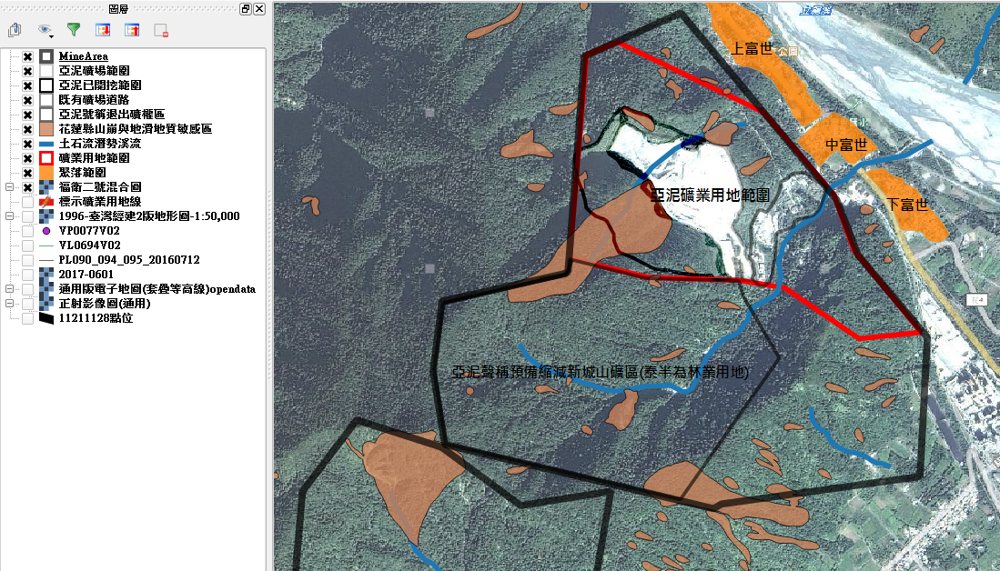 圖層
MineArea
亞泥礦場範圍
亞泥已開挖範圍
既有礦場道路
亞泥號稱退出礦權區
花蓮縣山崩與地滑地質敏感區
土石流潛勢溪流
礦業用地範圍
聚落範圍
福衛二號混合圖
標示礦業用地線
1996-臺灣經建2版地形圖-1:50,000
VP0077V02
VL0694V02
PL090_094_095_20160712
2017-0601
通用版電子地圖(套疊等高線)opendata
正射影像圖(通用)
11211128點位
立霧溪
上富世
公園
中富世
亞泥礦業用地範圍
下富世
花4
亞泥聲稱預備縮減新城山礦區(泰半為林業用地)